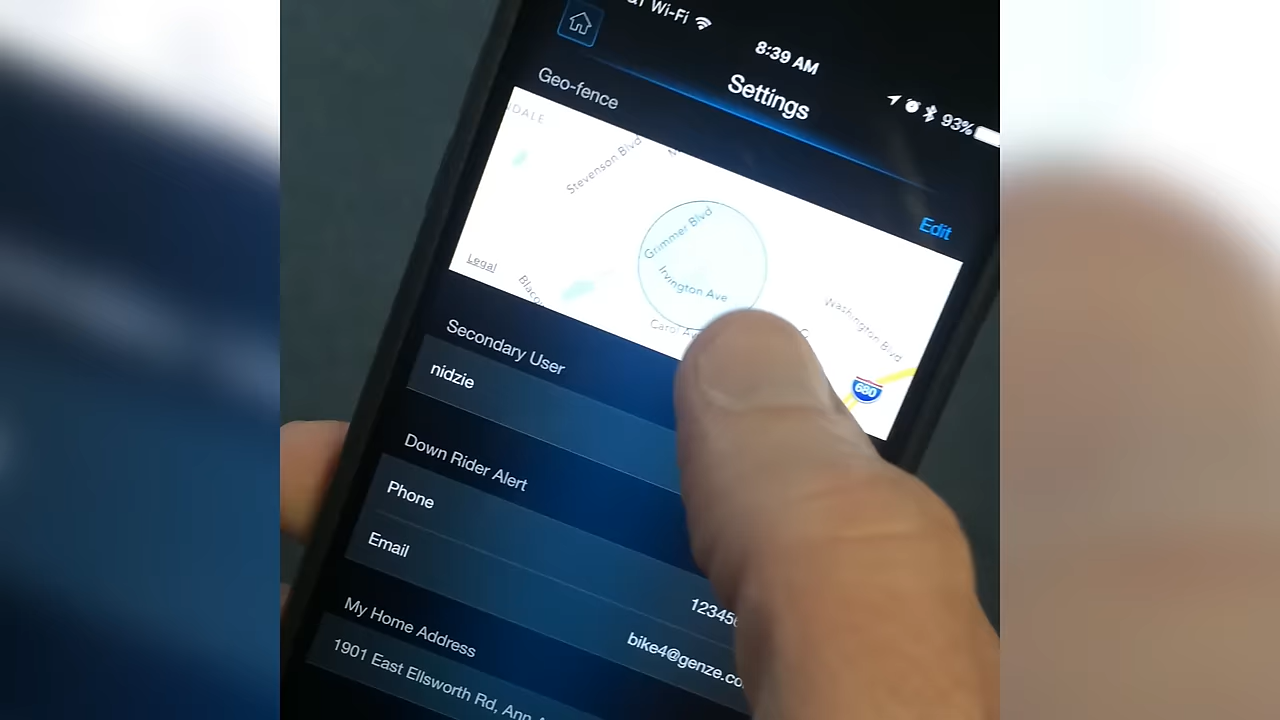 Wi-Fi
8:39 AM
93%
Settings
Geo-fence
Edit
DALE
Stevenson Blvd
Grimmer Blvd
Irvington Ave
Legal
Washington Blvd
680
Secondary User
nidzie
Down Rider Alert
Phone
12345
Email
bike4@genze.co
My Home Address
1901 East Ellsworth Rd, Ann